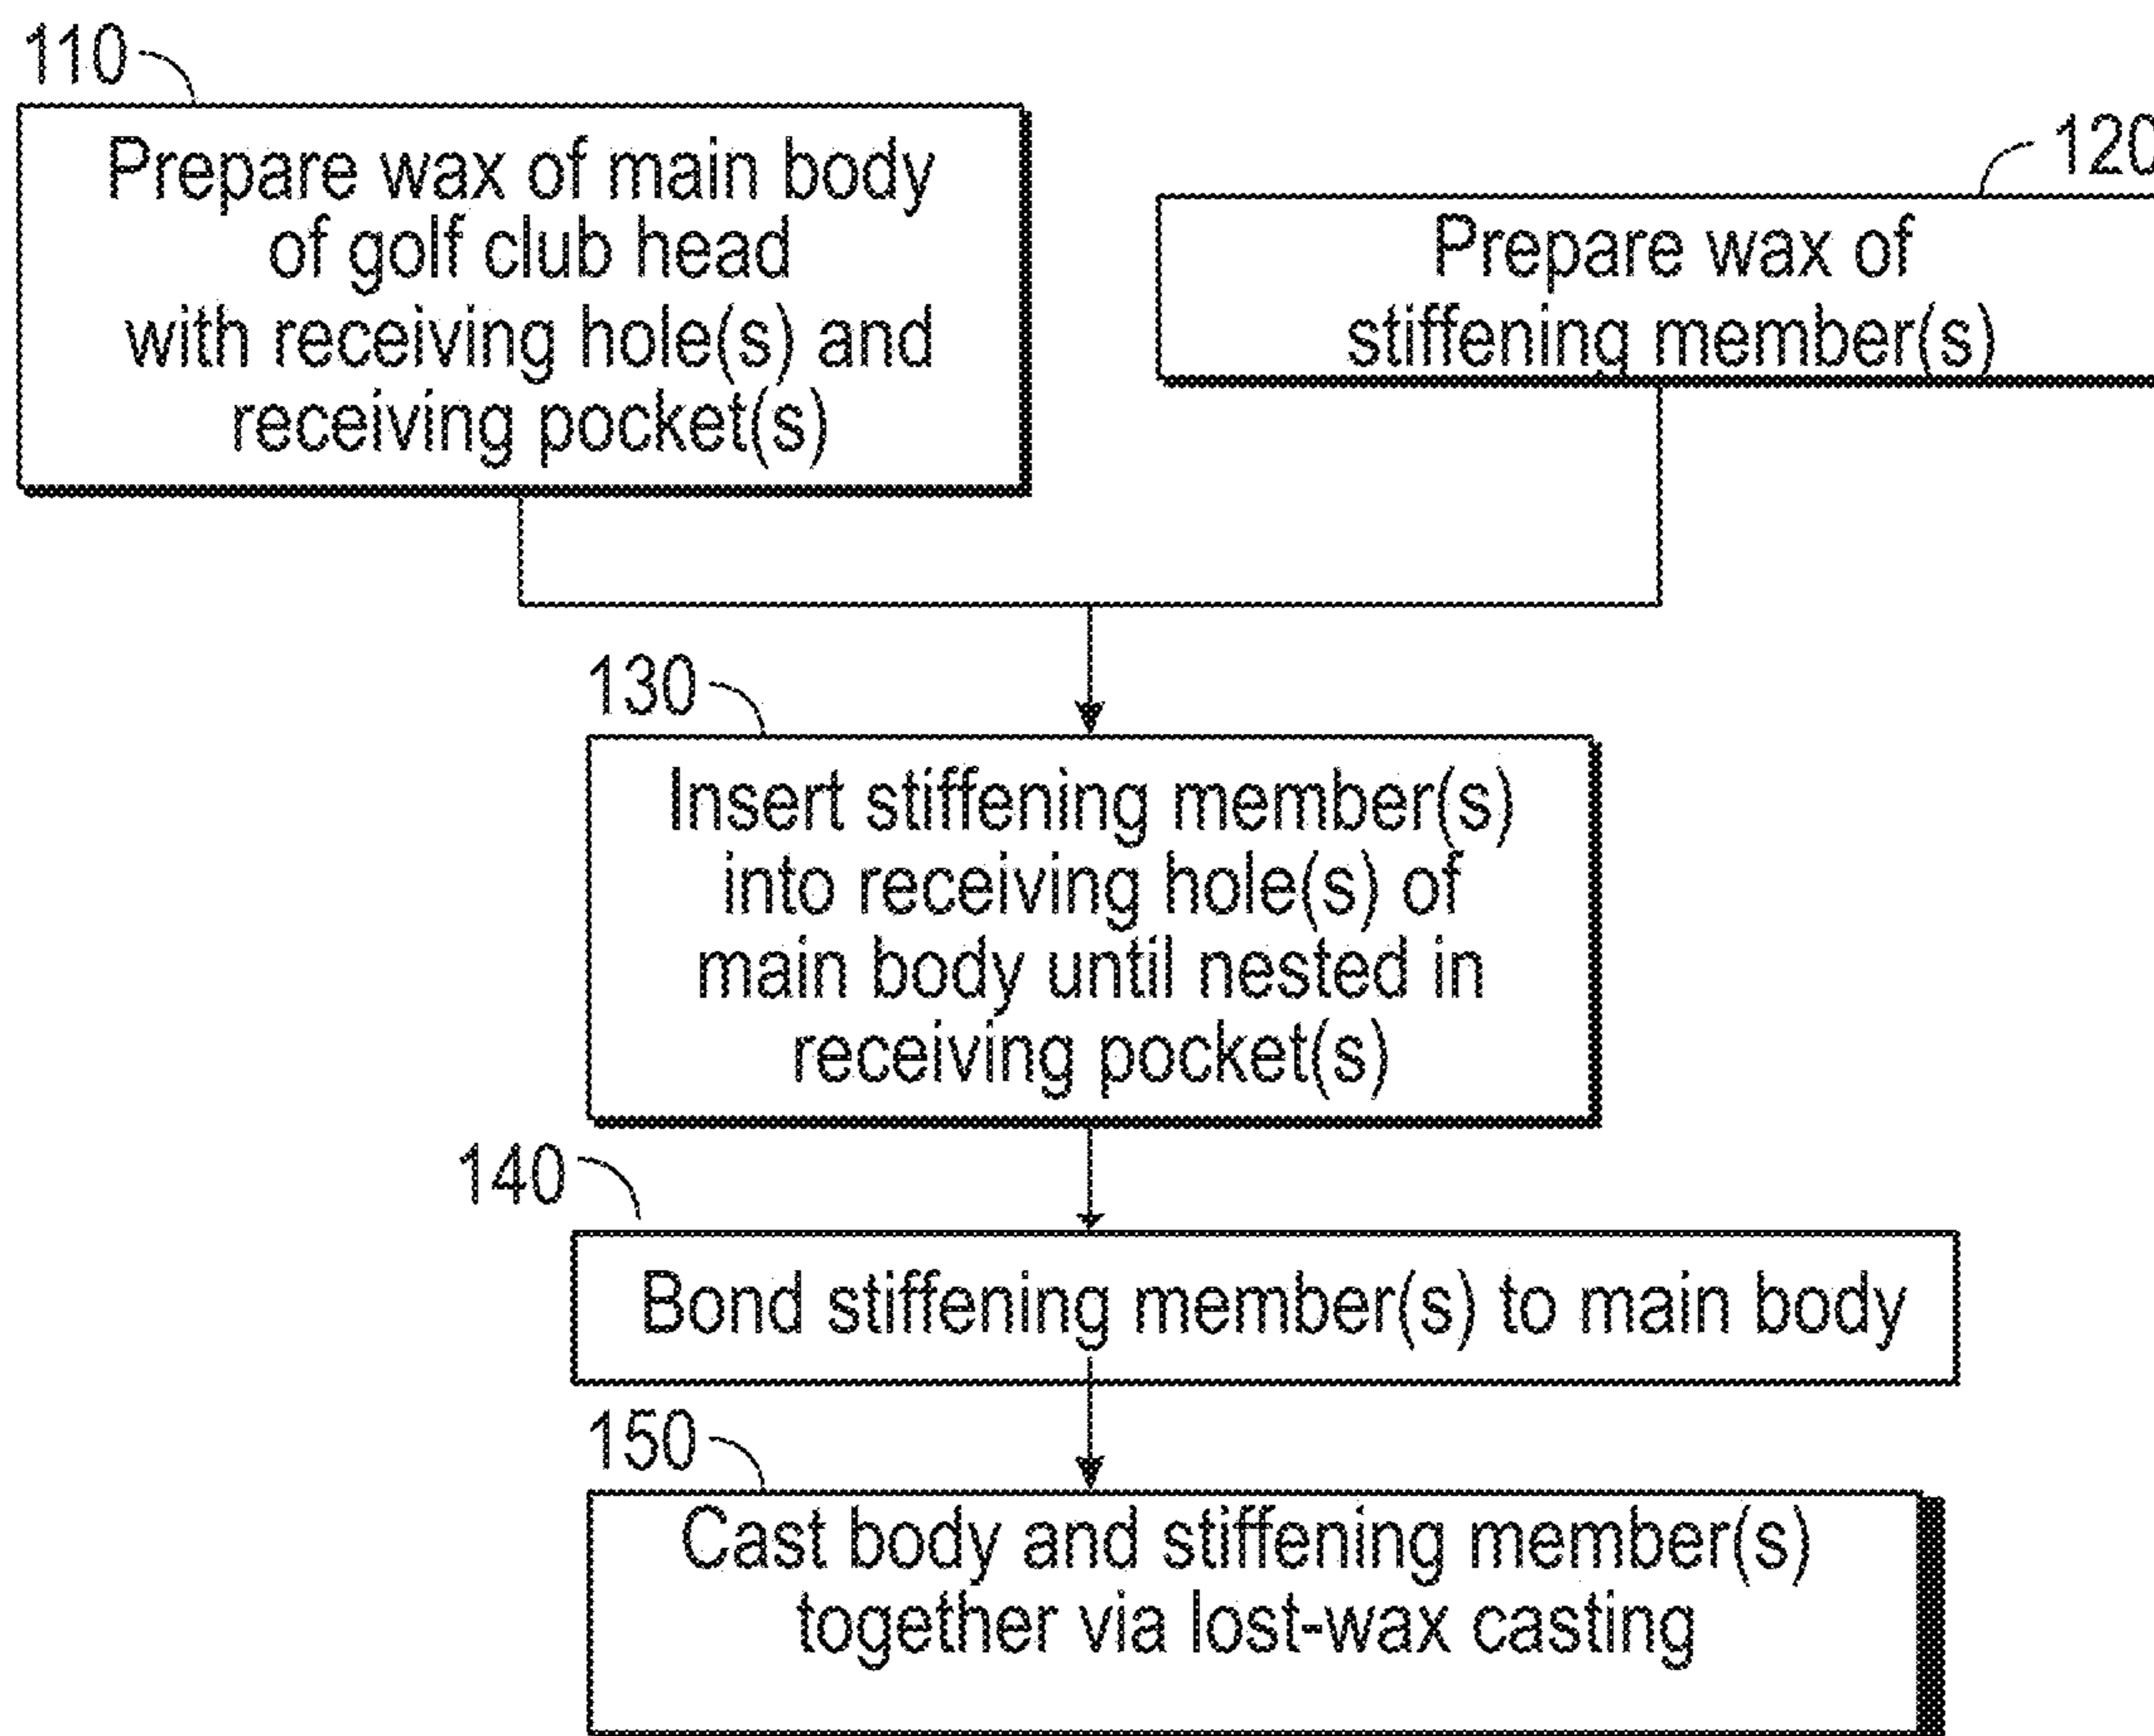 110
Prepare wax of main body
of golf club head
with receiving hole(s) and
receiving pocket(s)
120
Prepare wax of
stiffening member(s)
130
Insert stiffening member(s)
into receiving hole(s) of
main body until nested in
receiving pocket(s)
140
Bond stiffening member(s) to main body
150
Cast body and stiffening member(s)
together via lost-wax casting